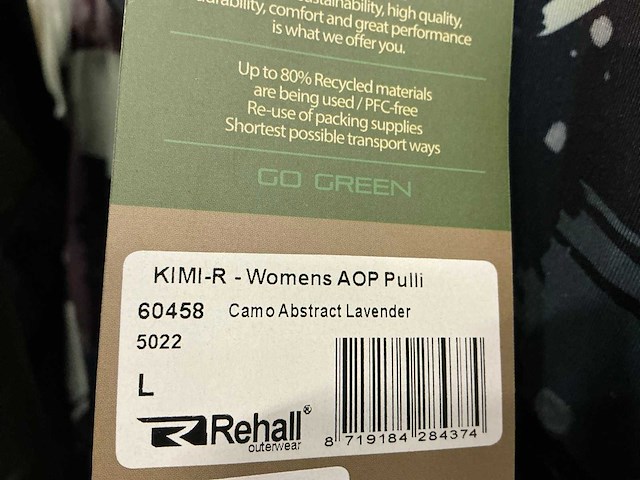 sustainability, high quality,
durability, comfort and great performance
is what we offer you.
Up to 80% Recycled materials
are being used / PFC-free
Re-use of packing supplies
Shortest possible transport ways
GO GREEN
KIMI-R - Womens AOP Pulli
60458 Camo Abstract Lavender
5022
L
Rehall®
outerwear
8 719184 284374